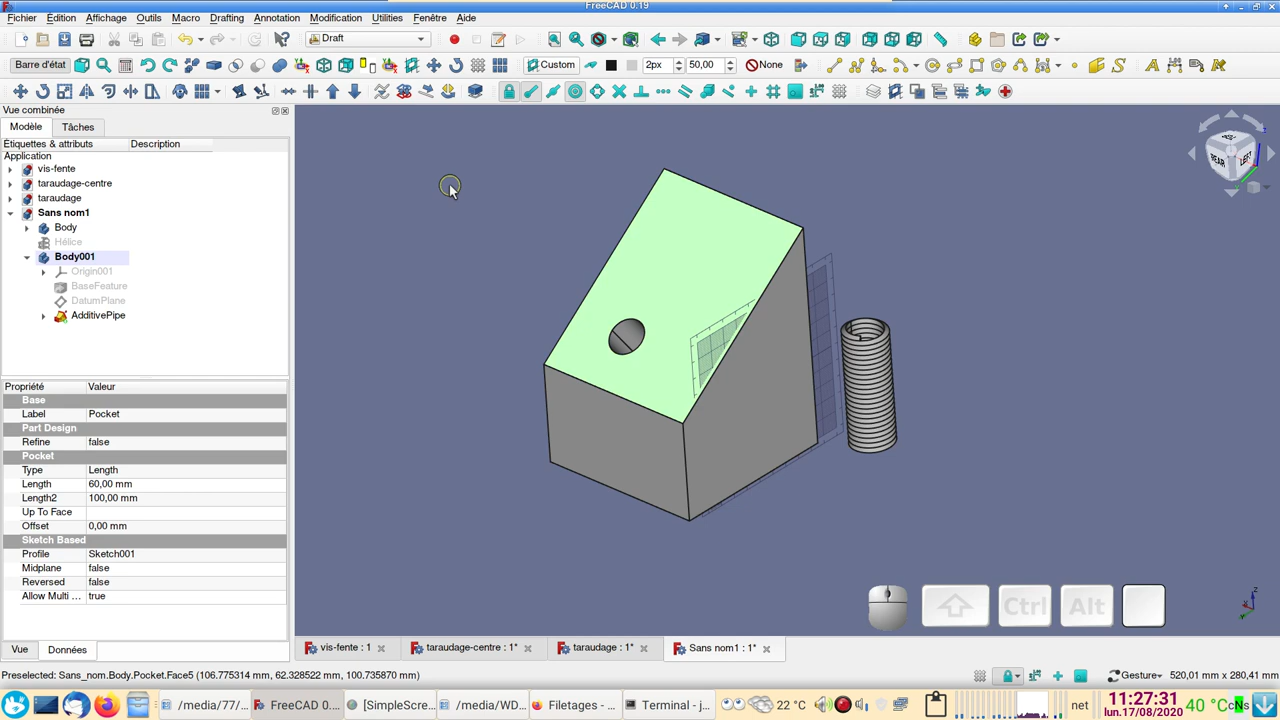 FreeCAD 0.19
Fichier Édition Affichage Outils Macro Drafting Annotation Modification Utilities Fenêtre Aide
Draft
Barre d'état Custom 2px 50,00 None
Vue combinée
Modèle Tâches
Étiquettes & attributs Description
Application
vis-fente
taraudage-centre
taraudage
Sans nom1
Body
Hélice
Body001
Origin001
BaseFeature
DatumPlane
AdditivePipe
Propriété Valeur
Base
Label Pocket
Part Design
Refine false
Pocket
Type Length
Length 60,00 mm
Length2 100,00 mm
Up To Face
Offset 0,00 mm
Sketch Based
Profile Sketch001
Midplane false
Reversed false
Allow Multi ... true
REAR LEFT
Ctrl Alt
Vue Données
vis-fente : 1 taraudage-centre : 1* taraudage : 1* Sans nom1 : 1*
Preselected: Sans_nom.Body.Pocket.Face5 (106.775314 mm, 62.328522 mm, 100.735870 mm) Gesture 520,01 mm x 280,41 mm
/media/77/... FreeCAD 0.... [SimpleScre... /media/WD... Filetages - ... Terminal - j... 22 °C net 11:27:31 40 °C
lun.17/08/2020